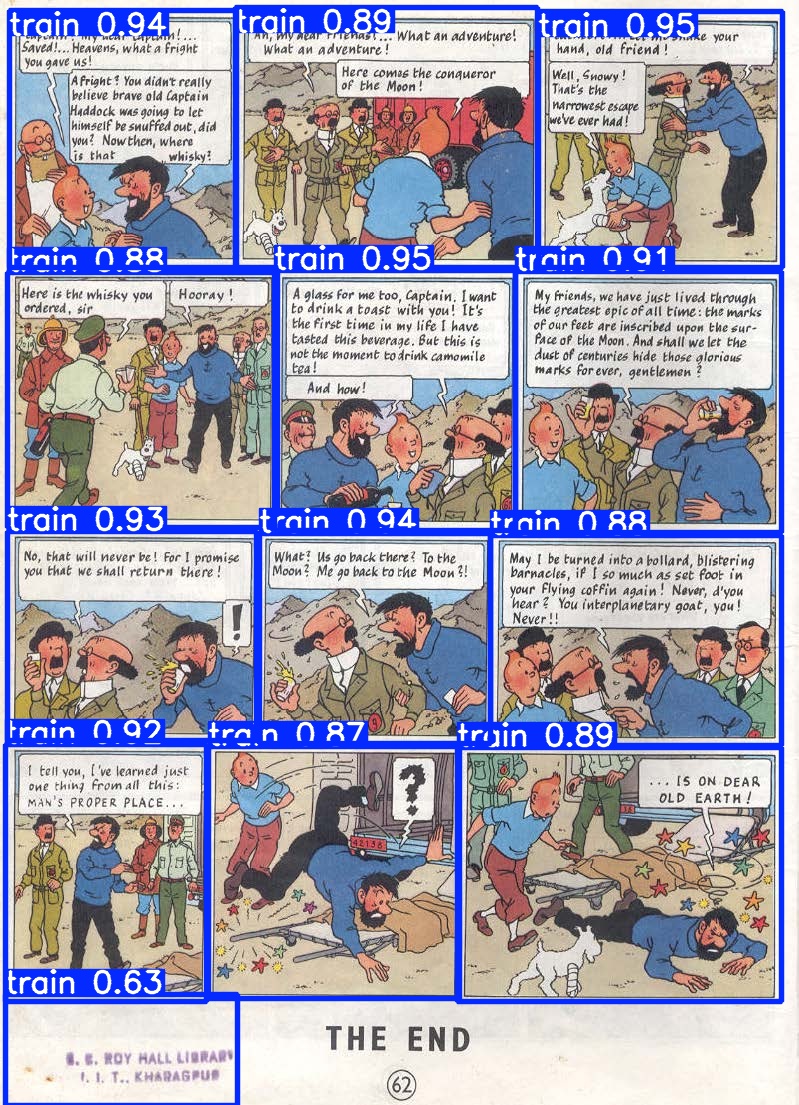 train 0.94
Saved!... Heavens, what a fright
you gave us!
A fright? You didn't really
believe brave old Captain
Haddock was going to let
himself be snuffed out, did
you? Now then, where
is that whisky?
train 0.89
What an adventure!
What an adventure!
Here comes the conqueror
of the Moon!
train 0.95
your
hand, old friend!
Well, Snowy!
That's the
narrowest escape
we've ever had!
train 0.88
Here is the whisky you
ordered, sir
Hooray!
train 0.95
A glass for me too, Captain. I want
to drink a toast with you! It's
the first time in my life I have
tasted this beverage. But this is
not the moment to drink camomile
tea!
And how!
train 0.91
My friends, we have just lived through
the greatest epic of all time: the marks
of our feet are inscribed upon the sur-
face of the Moon. And shall we let the
dust of centuries hide those glorious
marks for ever, gentlemen?
train 0.93
No, that will never be! For I promise
you that we shall return there!
!
train 0.94
What? Us go back there? To the
Moon? Me go back to the Moon?!
train 0.88
May I be turned into a bollard, blistering
barnacles, if I so much as set foot in
your flying coffin again! Never, d'you
hear? You interplanetary goat, you!
Never!!
train 0.92
I tell you, I've learned just
one thing from all this:
MAN'S PROPER PLACE...
train 0.87
?
42138
train 0.89
... IS ON DEAR
OLD EARTH!
train 0.63
THE END
ROY HALL LIBRARY
I. I. T., KHARAGPUR
62